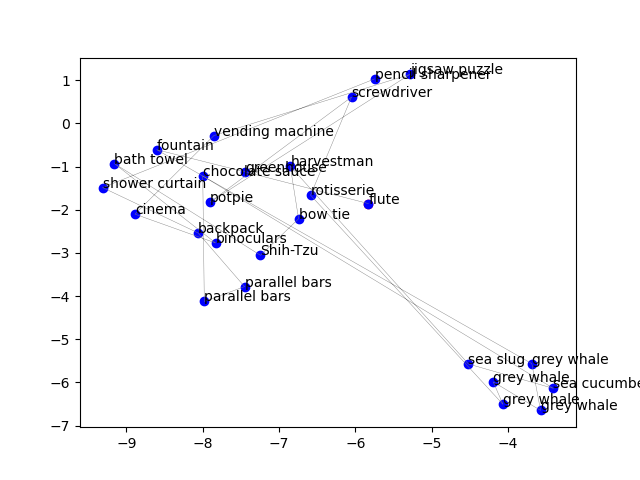 jigsaw puzzle
pencil sharpener
screwdriver
vending machine
fountain
harvestman
bath towel
greenhouse
chocolate sauce
shower curtain
potpie
rotisserie
flute
cinema
bow tie
backpack
binoculars
Shih-Tzu
parallel bars
parallel bars
sea slug
grey whale
grey whale
sea cucumbe
grey whale
grey whale
1
0
−1
−2
−3
−4
−5
−6
−7
−9
−8
−7
−6
−5
−4